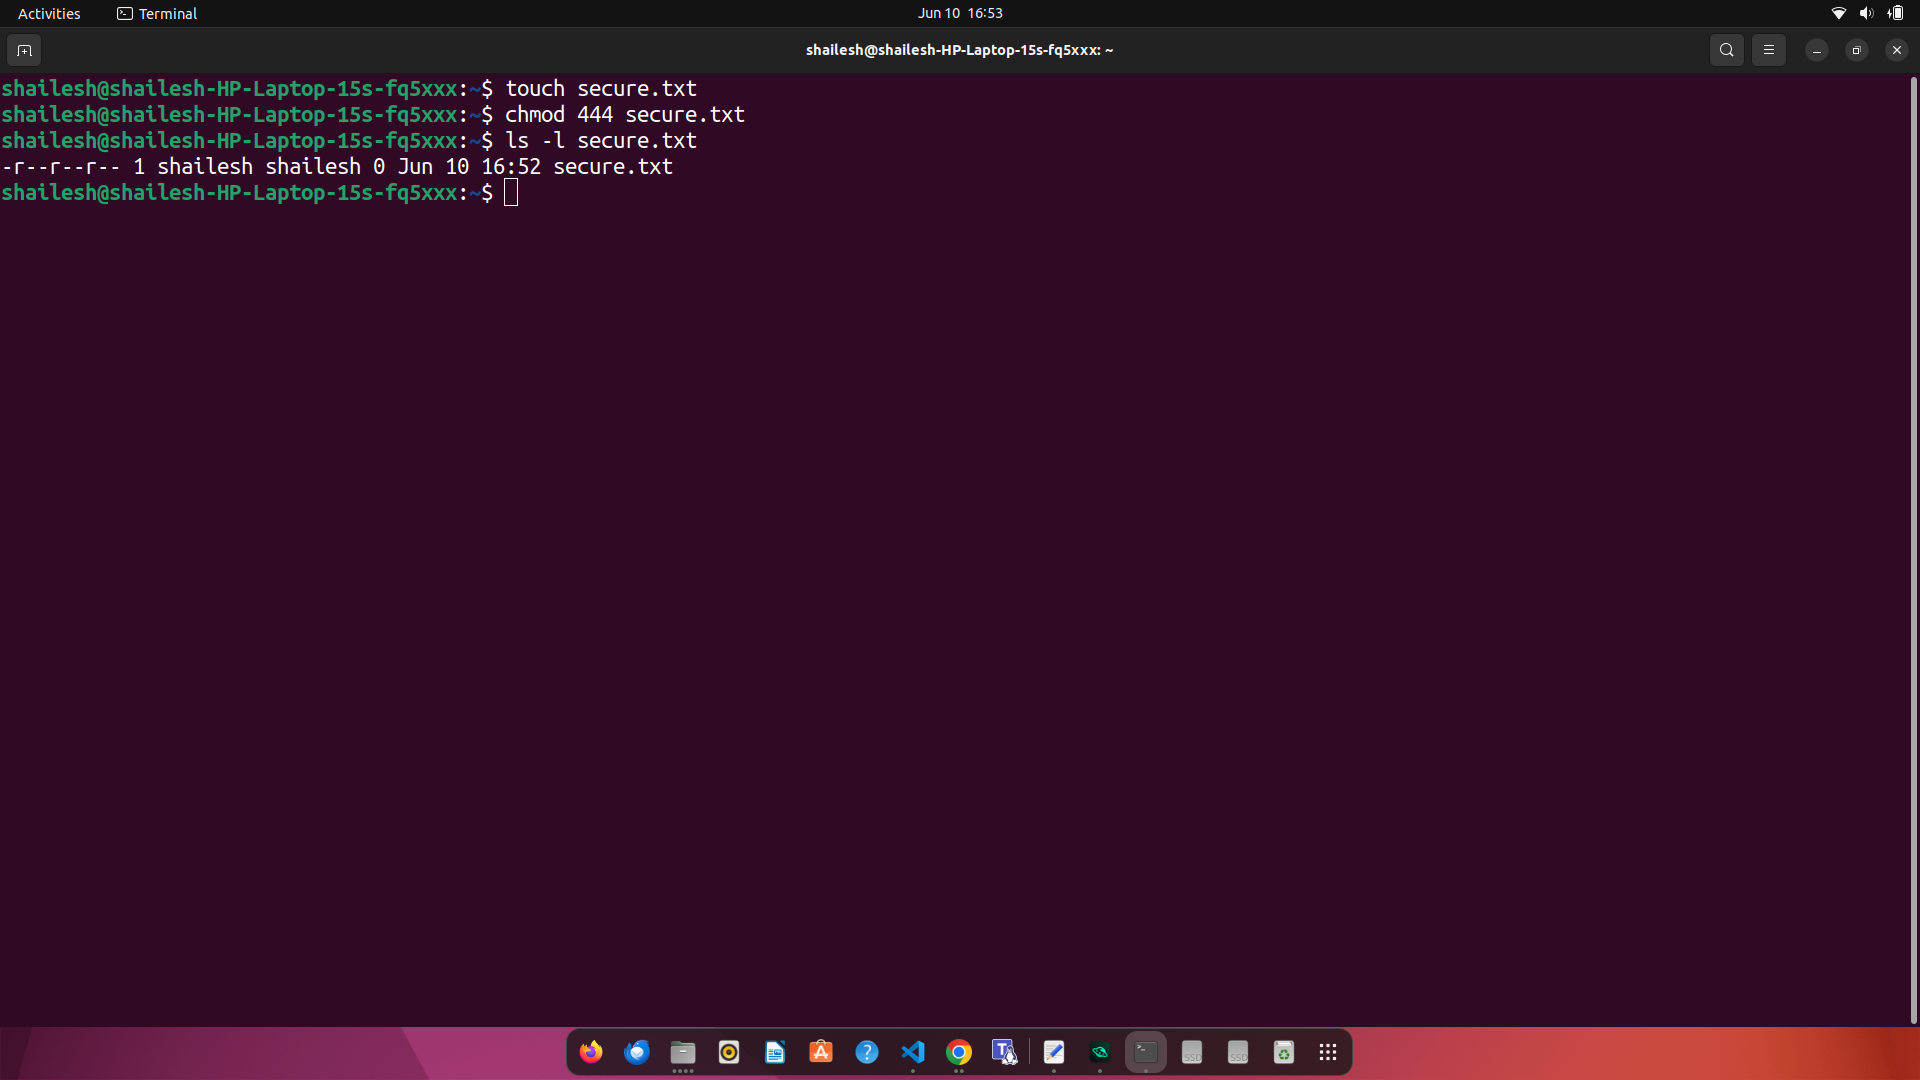 Activities Terminal Jun 10 16:53
shailesh@shailesh-HP-Laptop-15s-fq5xxx: ~
shailesh@shailesh-HP-Laptop-15s-fq5xxx:~$ touch secure.txt
shailesh@shailesh-HP-Laptop-15s-fq5xxx:~$ chmod 444 secure.txt
shailesh@shailesh-HP-Laptop-15s-fq5xxx:~$ ls -l secure.txt
-r--r--r-- 1 shailesh shailesh 0 Jun 10 16:52 secure.txt
shailesh@shailesh-HP-Laptop-15s-fq5xxx:~$
SSD SSD